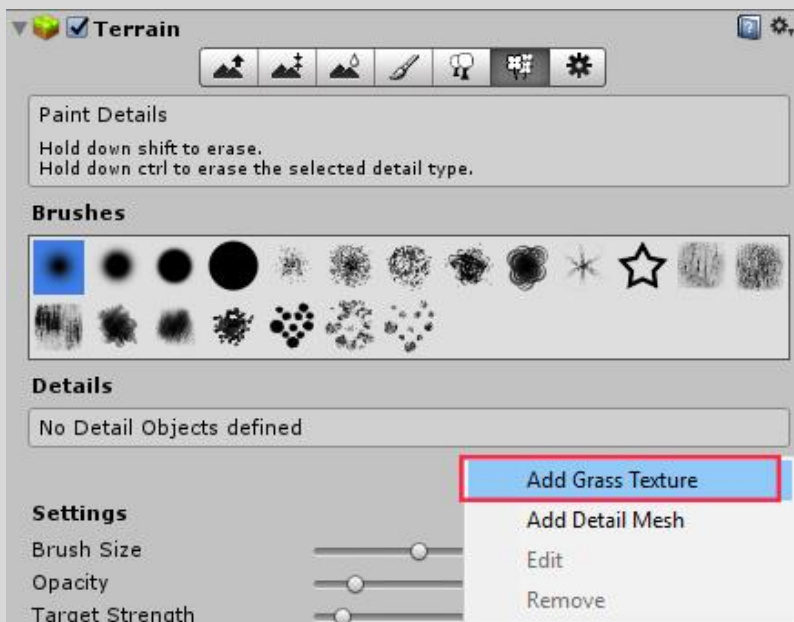 Terrain
Paint Details
Hold down shift to erase.
Hold down ctrl to erase the selected detail type.
Brushes
Details
No Detail Objects defined
Add Grass Texture
Settings
Add Detail Mesh
Brush Size
Edit
Opacity
Remove
Target Strength